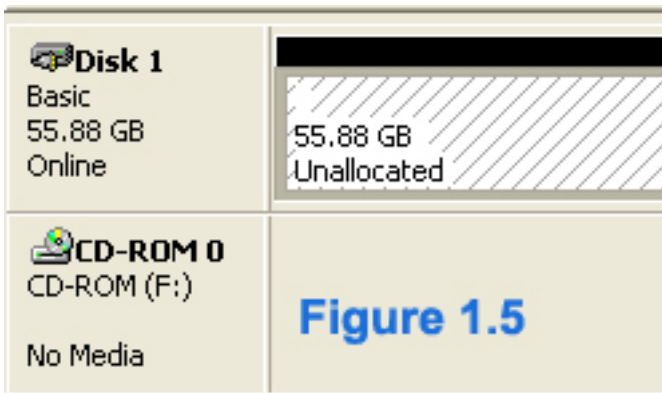 Disk 1
Basic
55.88 GB
Online
55.88 GB
Unallocated
CD-ROM 0
CD-ROM (F:)
No Media
Figure 1.5